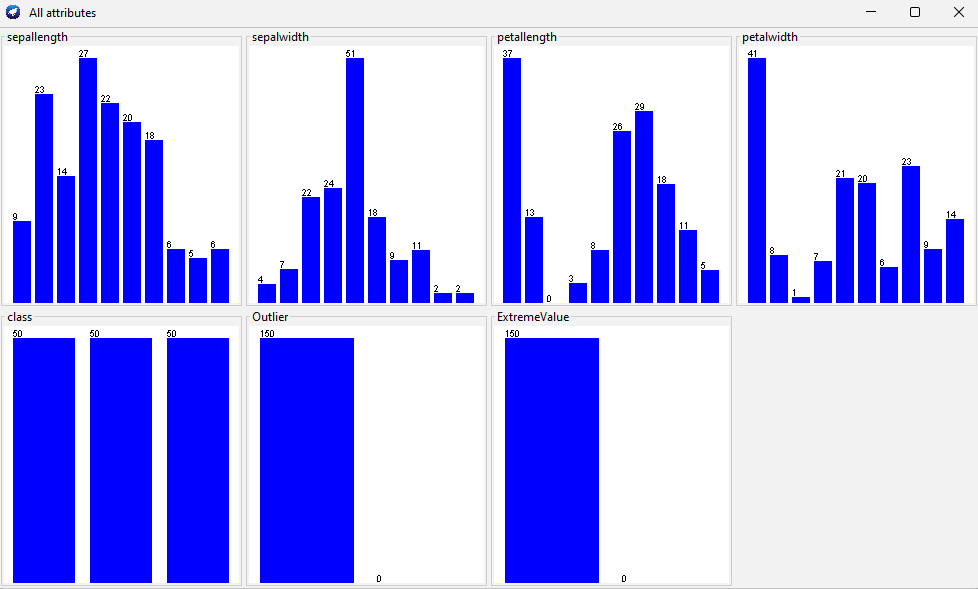 All attributes
sepallength
sepalwidth
petallength
petalwidth
9 23 14 27 22 20 18 6 5 6
4 7 22 24 51 18 9 11 2 2
37 13 0 3 8 26 29 18 11 5
41 8 1 7 21 20 6 23 9 14
class
Outlier
ExtremeValue
50 50 50
150 0
150 0